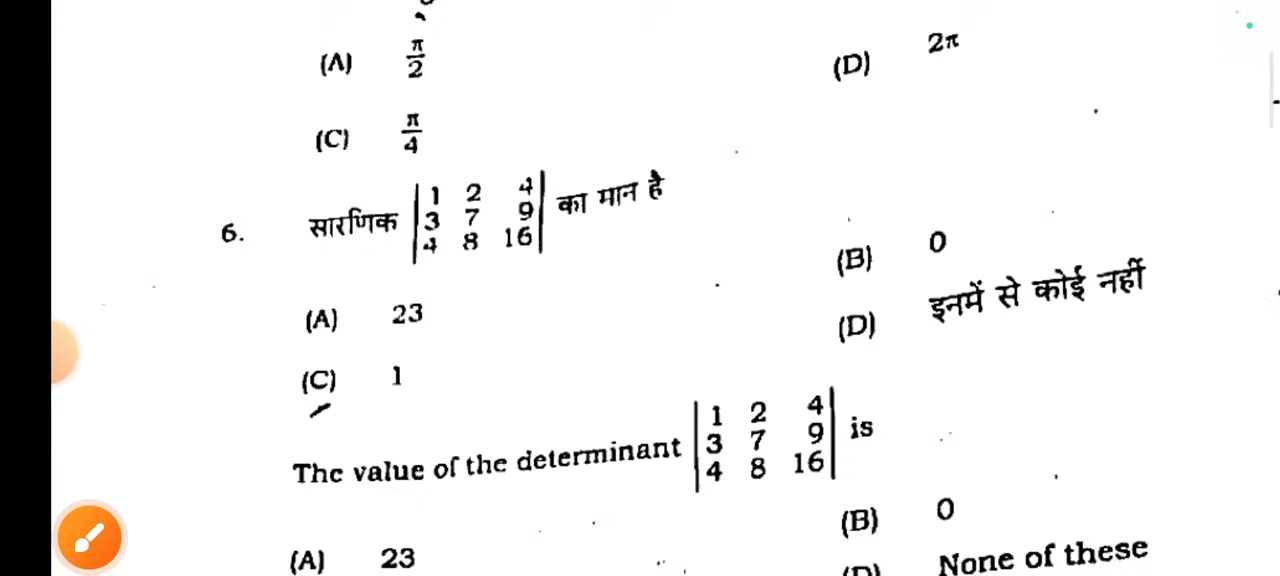 (A) π/2 (D) 2π
(C) π/4
6. सारणिक | 1 2 4 | का मान है
| 3 7 9 |
| 4 8 16 |
(B) 0
(A) 23 (D) इनमें से कोई नहीं
(C) 1
The value of the determinant | 1 2 4 | is
| 3 7 9 |
| 4 8 16 |
(B) 0
(A) 23 (D) None of these